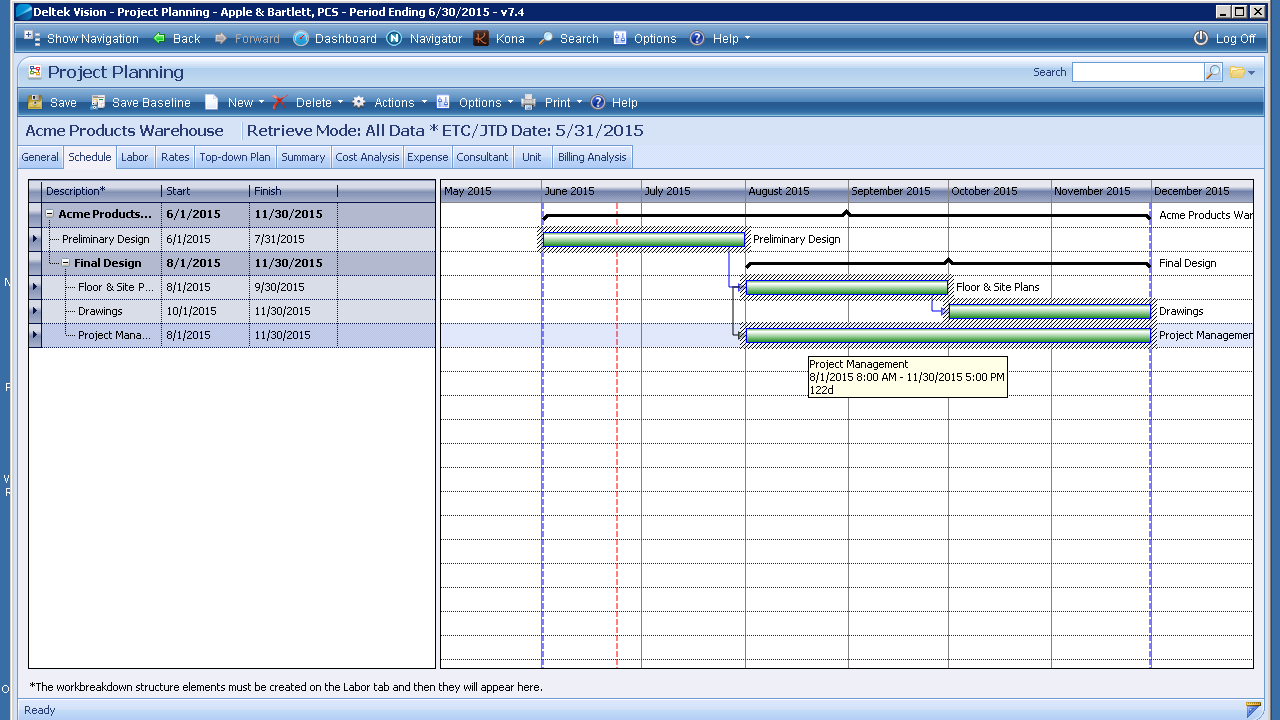 Deltek Vision - Project Planning - Apple & Bartlett, PCS - Period Ending 6/30/2015 - v7.4
Show Navigation Back Forward Dashboard Navigator Kona Search Options Help Log Off
Project Planning Search
Save Save Baseline New Delete Actions Options Print Help
Acme Products Warehouse Retrieve Mode: All Data * ETC/JTD Date: 5/31/2015
General Schedule Labor Rates Top-down Plan Summary Cost Analysis Expense Consultant Unit Billing Analysis
Description* Start Finish May 2015 June 2015 July 2015 August 2015 September 2015 October 2015 November 2015 December 2015
Acme Products... 6/1/2015 11/30/2015 Acme Products War
Preliminary Design 6/1/2015 7/31/2015 Preliminary Design
Final Design 8/1/2015 11/30/2015 Final Design
Floor & Site P... 8/1/2015 9/30/2015 Floor & Site Plans
Drawings 10/1/2015 11/30/2015 Drawings
Project Mana... 8/1/2015 11/30/2015 Project Managemen
Project Management
8/1/2015 8:00 AM - 11/30/2015 5:00 PM
122d
*The workbreakdown structure elements must be created on the Labor tab and then they will appear here.
Ready